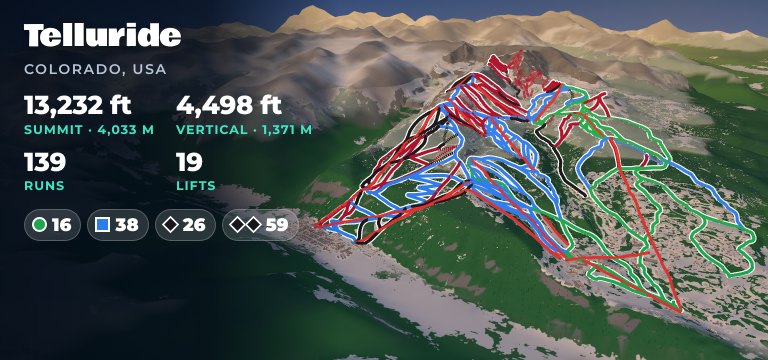 Telluride
COLORADO, USA
13,232 ft 4,498 ft
SUMMIT · 4,033 M VERTICAL · 1,371 M
139 19
RUNS LIFTS
16 38 26 59